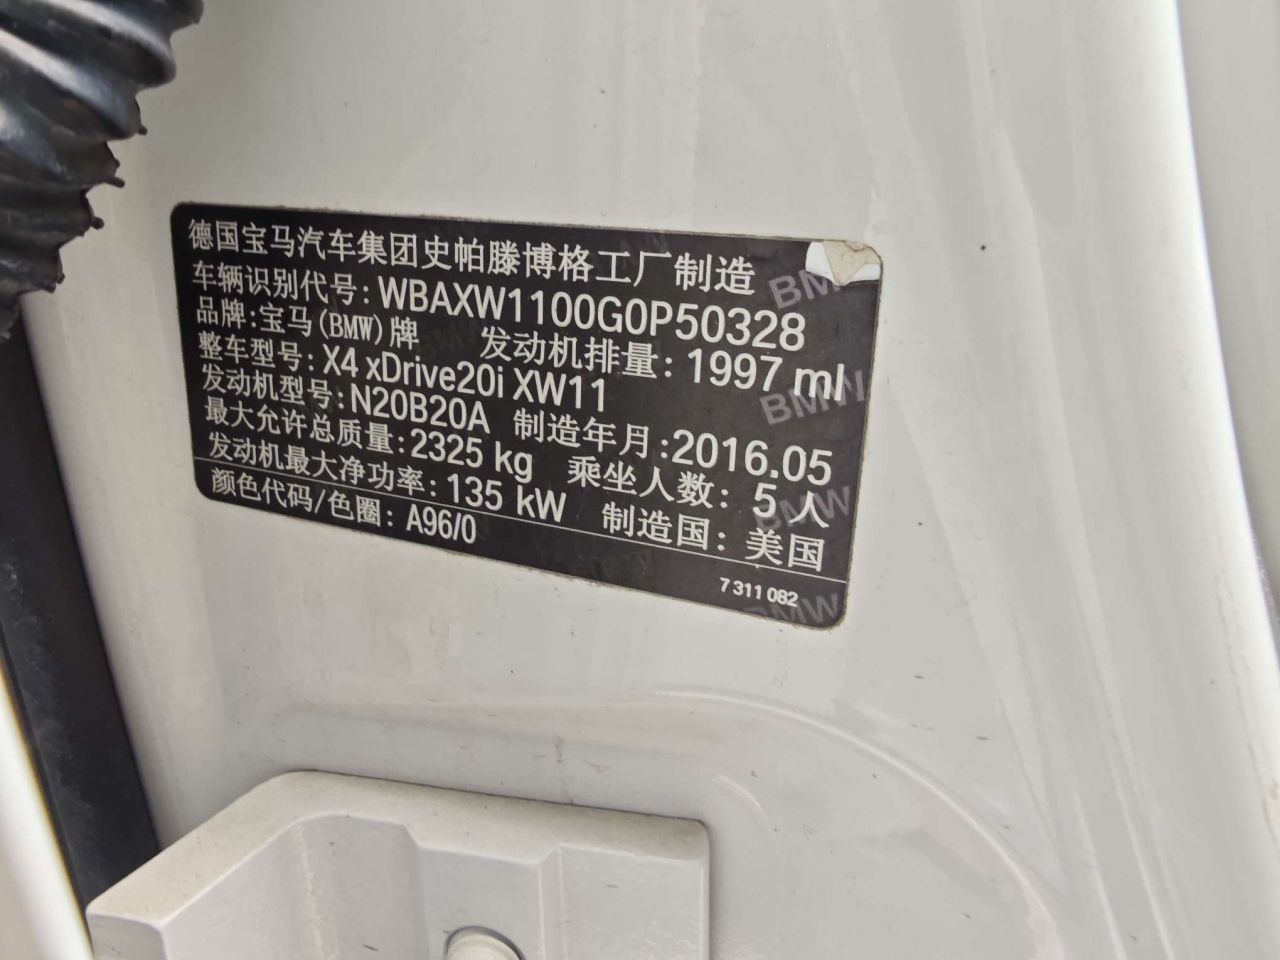 德国宝马汽车集团史帕滕博格工厂制造
车辆识别代号: WBAXW1100G0P50328
品牌: 宝马(BMW)牌 发动机排量: 1997 ml
整车型号: X4 xDrive20i XW11
发动机型号: N20B20A 制造年月: 2016.05
最大允许总质量: 2325 kg 乘坐人数: 5 人
发动机最大净功率: 135 kW 制造国: 美国
颜色代码/色圈: A96/0
7 311 082
BMW
BMW
BMW
BMW